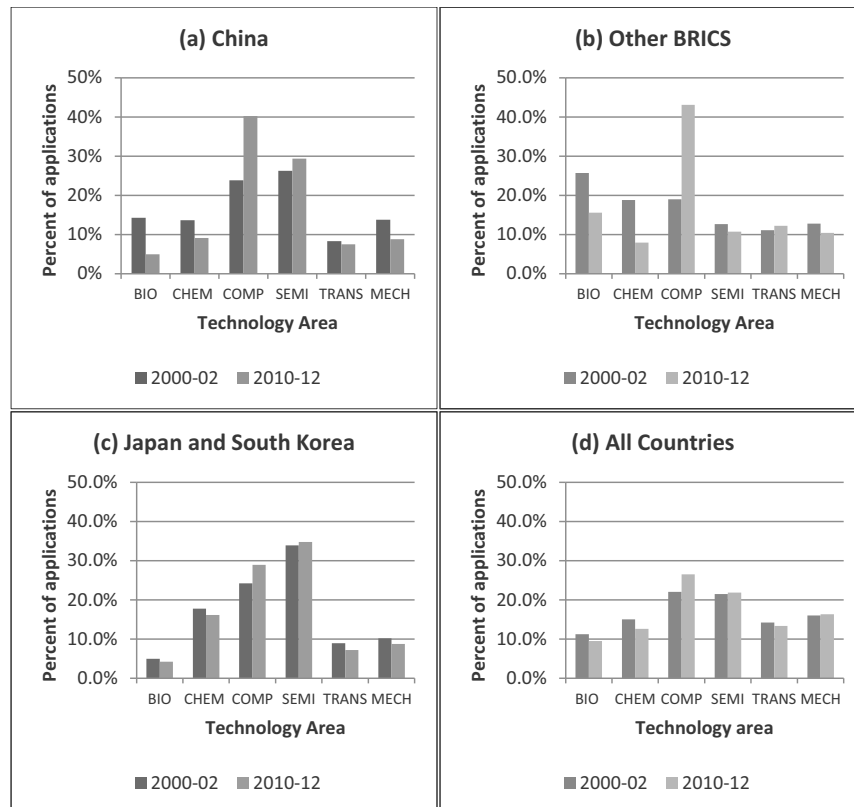 (a) China
50%
40%
30%
20%
10%
0%
Percent of applications
BIO CHEM COMP SEMI TRANS MECH
Technology Area
2000-02 2010-12
(b) Other BRICS
50.0%
40.0%
30.0%
20.0%
10.0%
0.0%
Percent of applications
BIO CHEM COMP SEMI TRANS MECH
Technology Area
2000-02 2010-12
(c) Japan and South Korea
50.0%
40.0%
30.0%
20.0%
10.0%
0.0%
Percent of applications
BIO CHEM COMP SEMI TRANS MECH
Technology Area
2000-02 2010-12
(d) All Countries
50.0%
40.0%
30.0%
20.0%
10.0%
0.0%
Percent of applications
BIO CHEM COMP SEMI TRANS MECH
Technology area
2000-02 2010-12